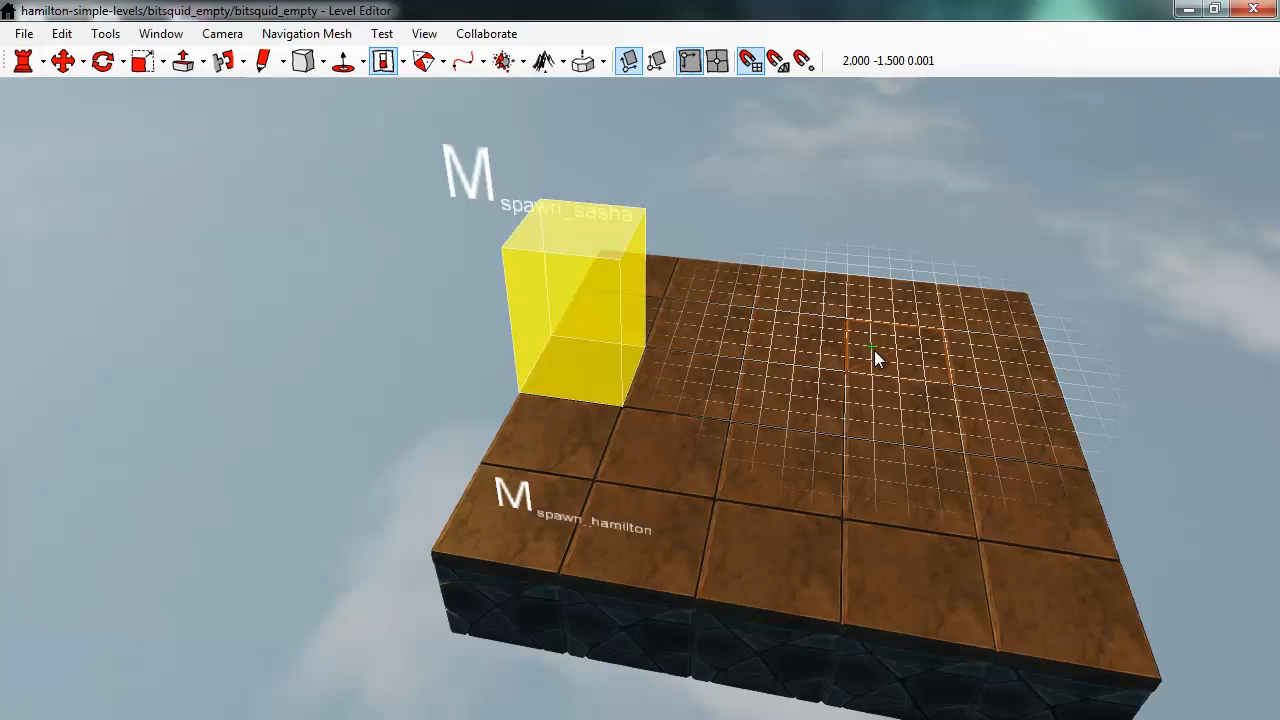 hamilton-simple-levels/bitsquid_empty/bitsquid_empty - Level Editor
File Edit Tools Window Camera Navigation Mesh Test View Collaborate
2.000 -1.500 0.001
M spawn_sasha
M spawn_hamilton